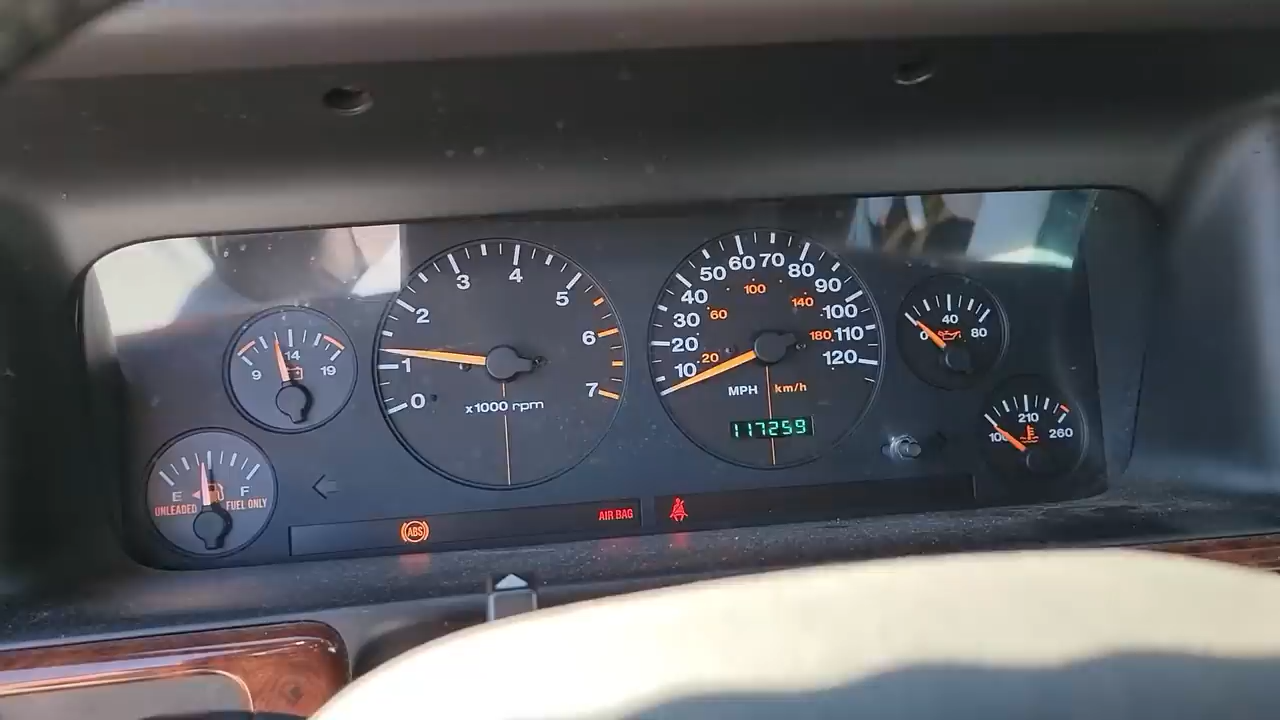 9 14 19
E F
UNLEADED FUEL ONLY
0 1 2 3 4 5 6 7
x1000 rpm
10 20 30 40 50 60 70 80 90 100 110 120
20 60 100 140 180
MPH km/h
117259
0 40 80
100 210 260
ABS
AIR BAG